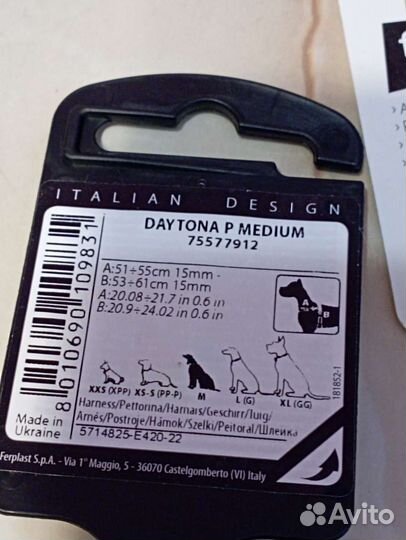 ITALIAN DESIGN
DAYTONA P MEDIUM
75577912
A:51÷55cm 15mm -
B:53÷61cm 15mm
A:20.08÷21.7 in 0.6 in
B:20.9÷24.02 in 0.6 in
A
B
XXS (XPP) XS-S (PP-P) M L (G) XL (GG)
181852-1
8 010690 109831
Harness/Pettorina/Harnais/Geschirr/Tuig/
Arnés/Postroje/Hámok/Szelki/Peitoral/Шлейка
Made in
Ukraine
5714825-E420-22
Ferplast S.p.A. - Via 1° Maggio, 5 - 36070 Castelgomberto (VI) Italy
Avito